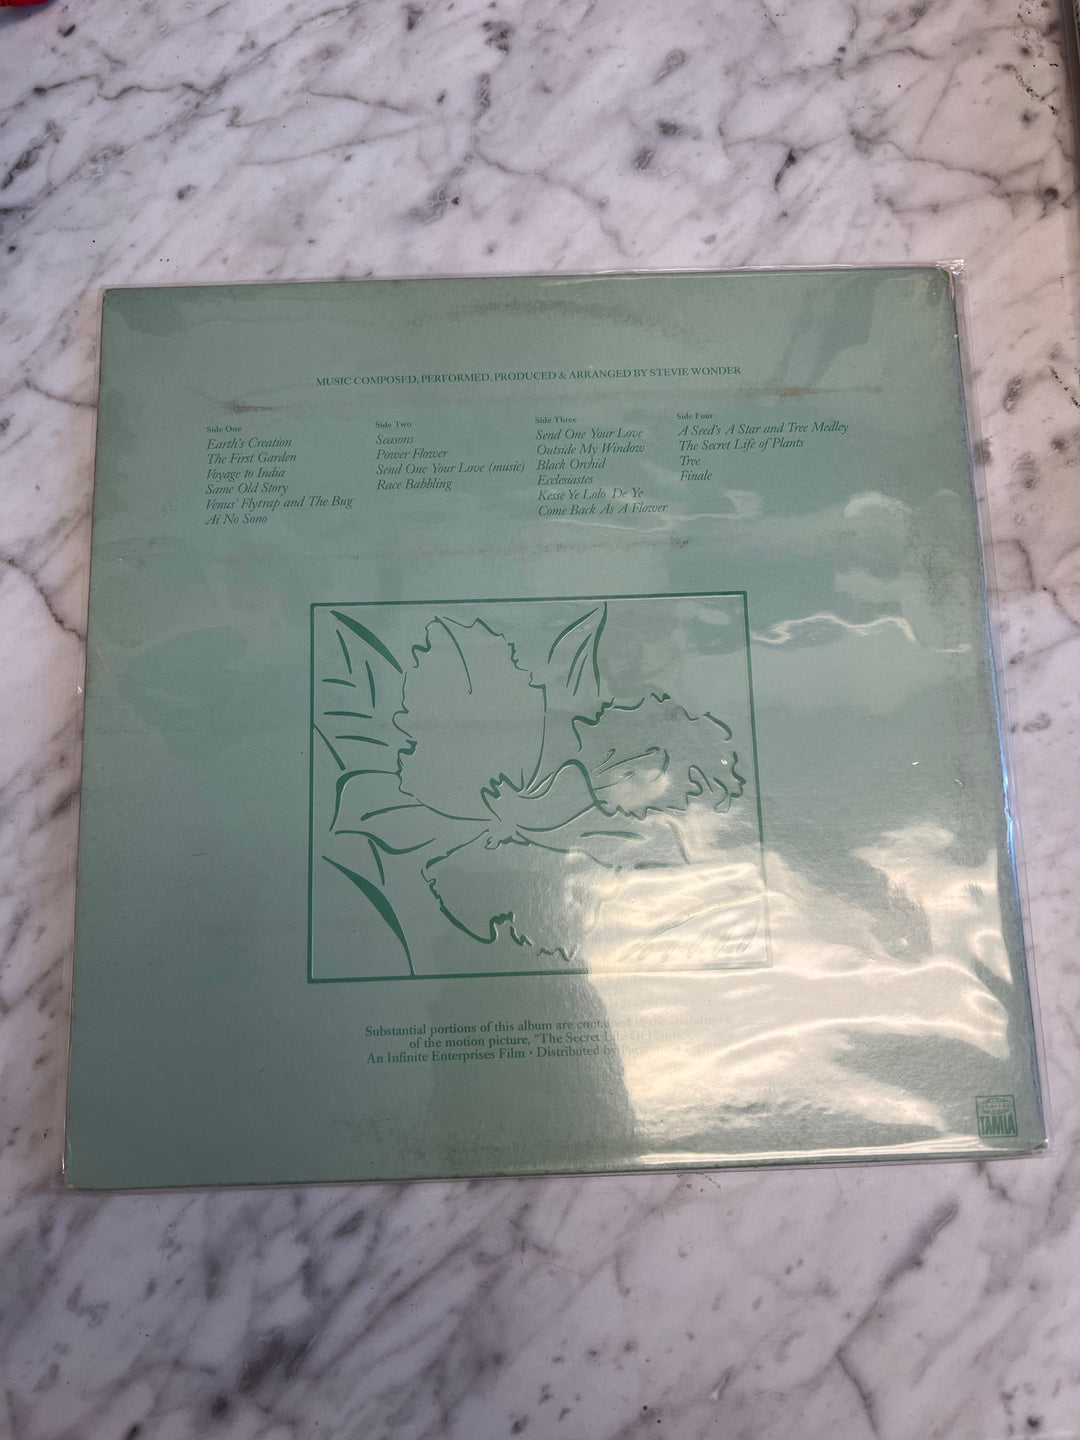 MUSIC COMPOSED, PERFORMED, PRODUCED & ARRANGED BY STEVIE WONDER
Side One
Earth's Creation
The First Garden
Voyage to India
Same Old Story
Venus' Flytrap and The Bug
Ai No Sono
Side Two
Seasons
Power Flower
Send One Your Love (music)
Race Babbling
Side Three
Send One Your Love
Outside My Window
Black Orchid
Ecclesiastes
Kesse Ye Lolo De Ye
Come Back As A Flower
Side Four
A Seed's A Star and Tree Medley
The Secret Life of Plants
Tree
Finale
Substantial portions of this album are contained in the
of the motion picture, "The Secret Life of
An Infinite Enterprises Film • Distributed by
TAMLA